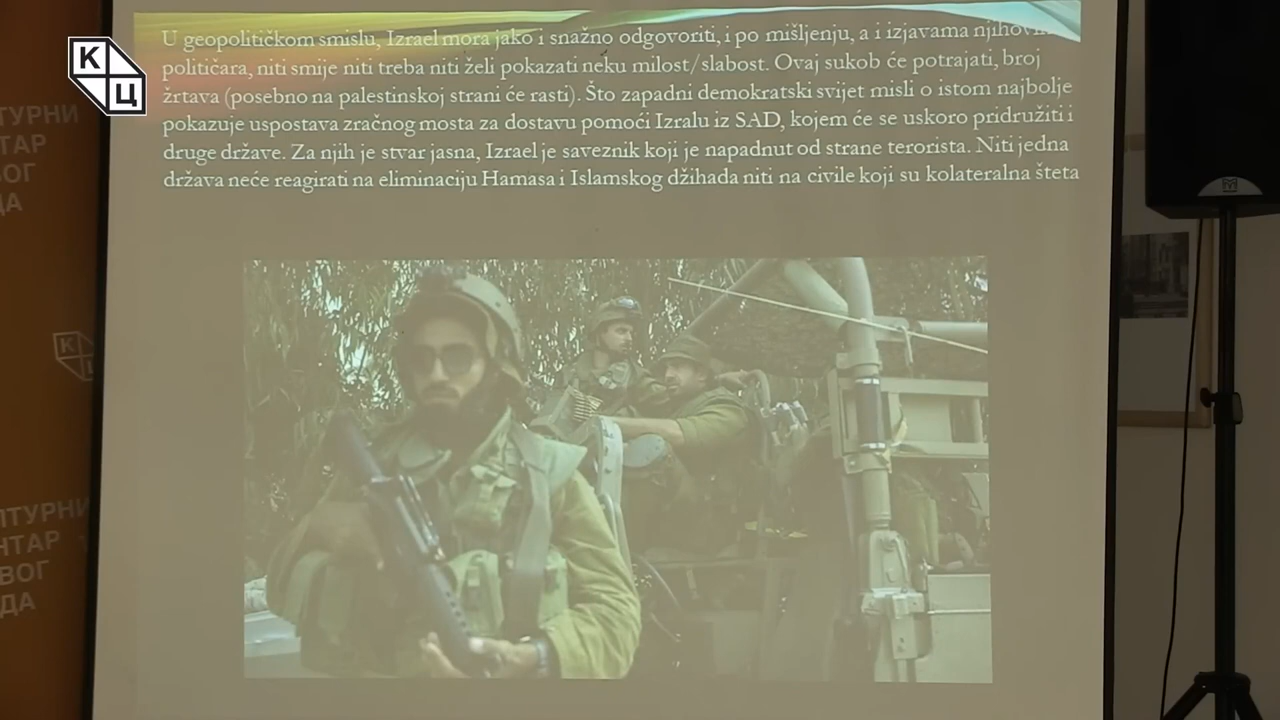 К
Ц
U geopolitičkom smislu, Izrael mora jako i snažno odgovoriti, i po mišljenju, a i izjavama
političara, niti smije niti treba niti želi pokazati neku milost/slabost. Ovaj sukob će potrajati, broj
žrtava (posebno na palestinskoj strani će rasti). Što zapadni demokratski svijet misli o istom najbolje
pokazuje uspostava zračnog mosta za dostavu pomoći Izralu iz SAD, kojem će se uskoro pridružiti i
druge države. Za njih je stvar jasna, Izrael je saveznik koji je napadnut od strane terorista. Niti jedna
država neće reagirati na eliminaciju Hamasa i Islamskog džihada niti na civile koji su kolateralna šteta